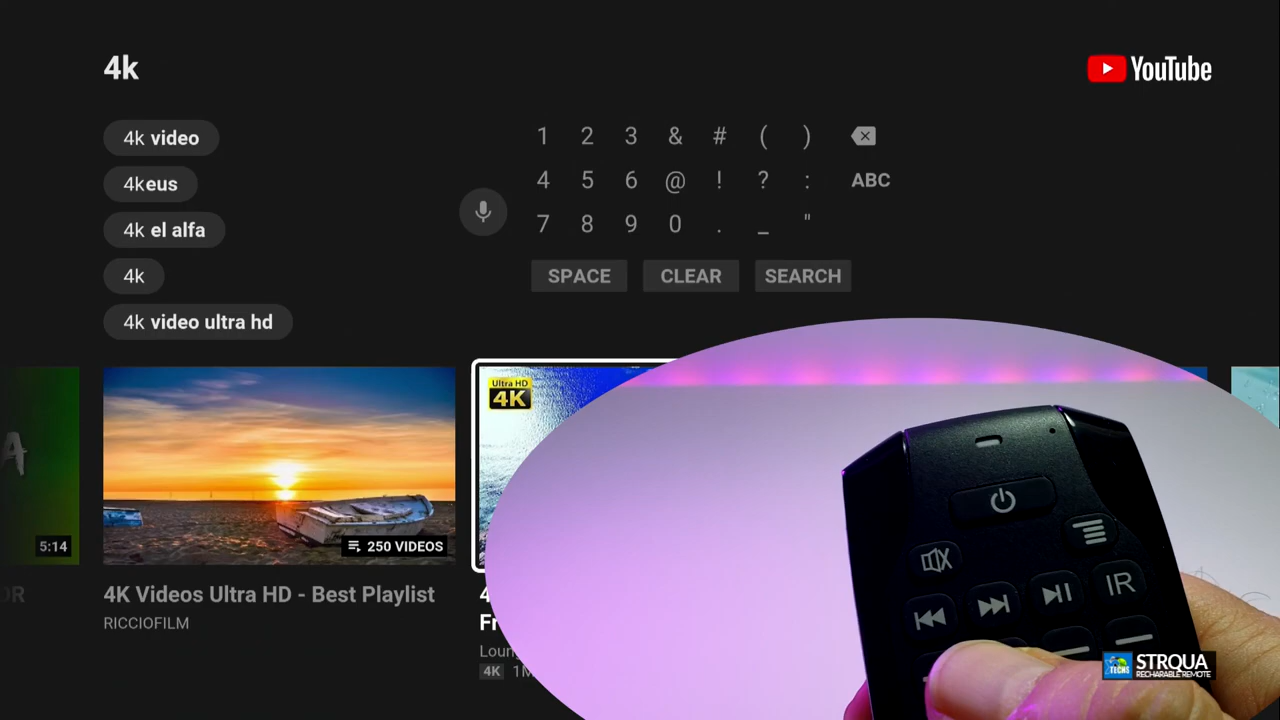 4k
YouTube
4k video
4keus
4k el alfa
4k
4k video ultra hd
1 2 3 & # ( )
4 5 6 @ ! ? : ABC
7 8 9 0 . _ "
SPACE CLEAR SEARCH
Ultra HD
4K
5:14
250 VIDEOS
4K Videos Ultra HD - Best Playlist
RICCIOFILM
4K
IR
TECHS
STRQUA
RECHARABLE REMOTE